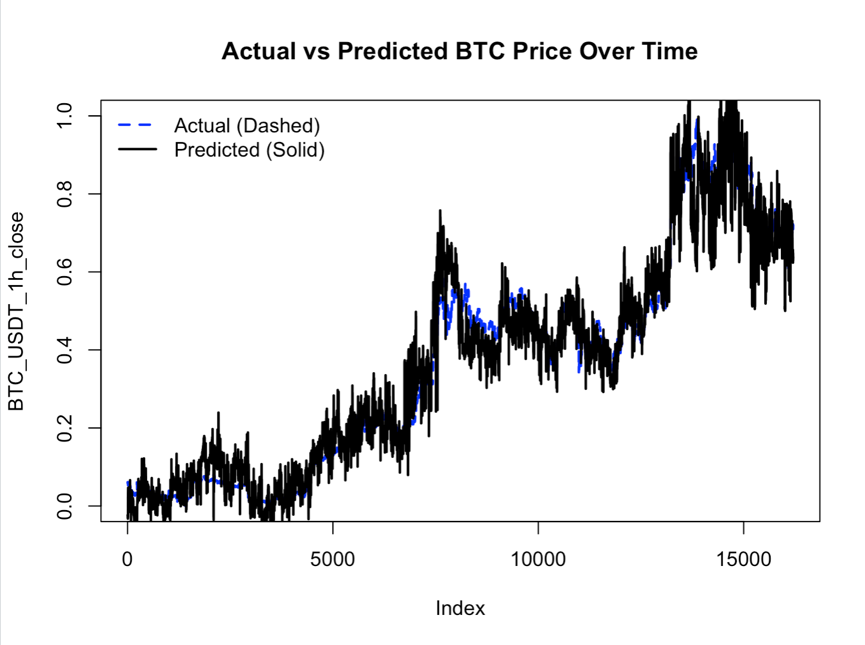 Actual vs Predicted BTC Price Over Time
Actual (Dashed)
Predicted (Solid)
BTC_USDT_1h_close
1.0
0.8
0.6
0.4
0.2
0.0
0 5000 10000 15000
Index